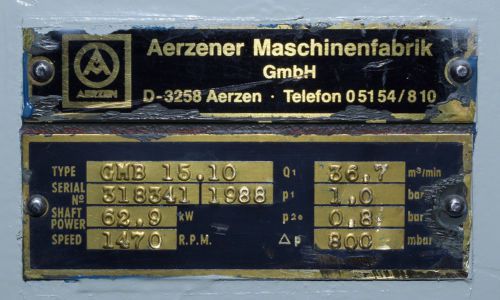 AERZEN
Aerzener Maschinenfabrik
GmbH
D-3258 Aerzen · Telefon 05154/810
TYPE GMB 15.10 Q1 36.7 m³/min
SERIAL Nº 318341 1988 p1 1.0 bar
SHAFT POWER 62.9 kW p2e 0.8 bar
SPEED 1470 R.P.M. Δp 800 mbar